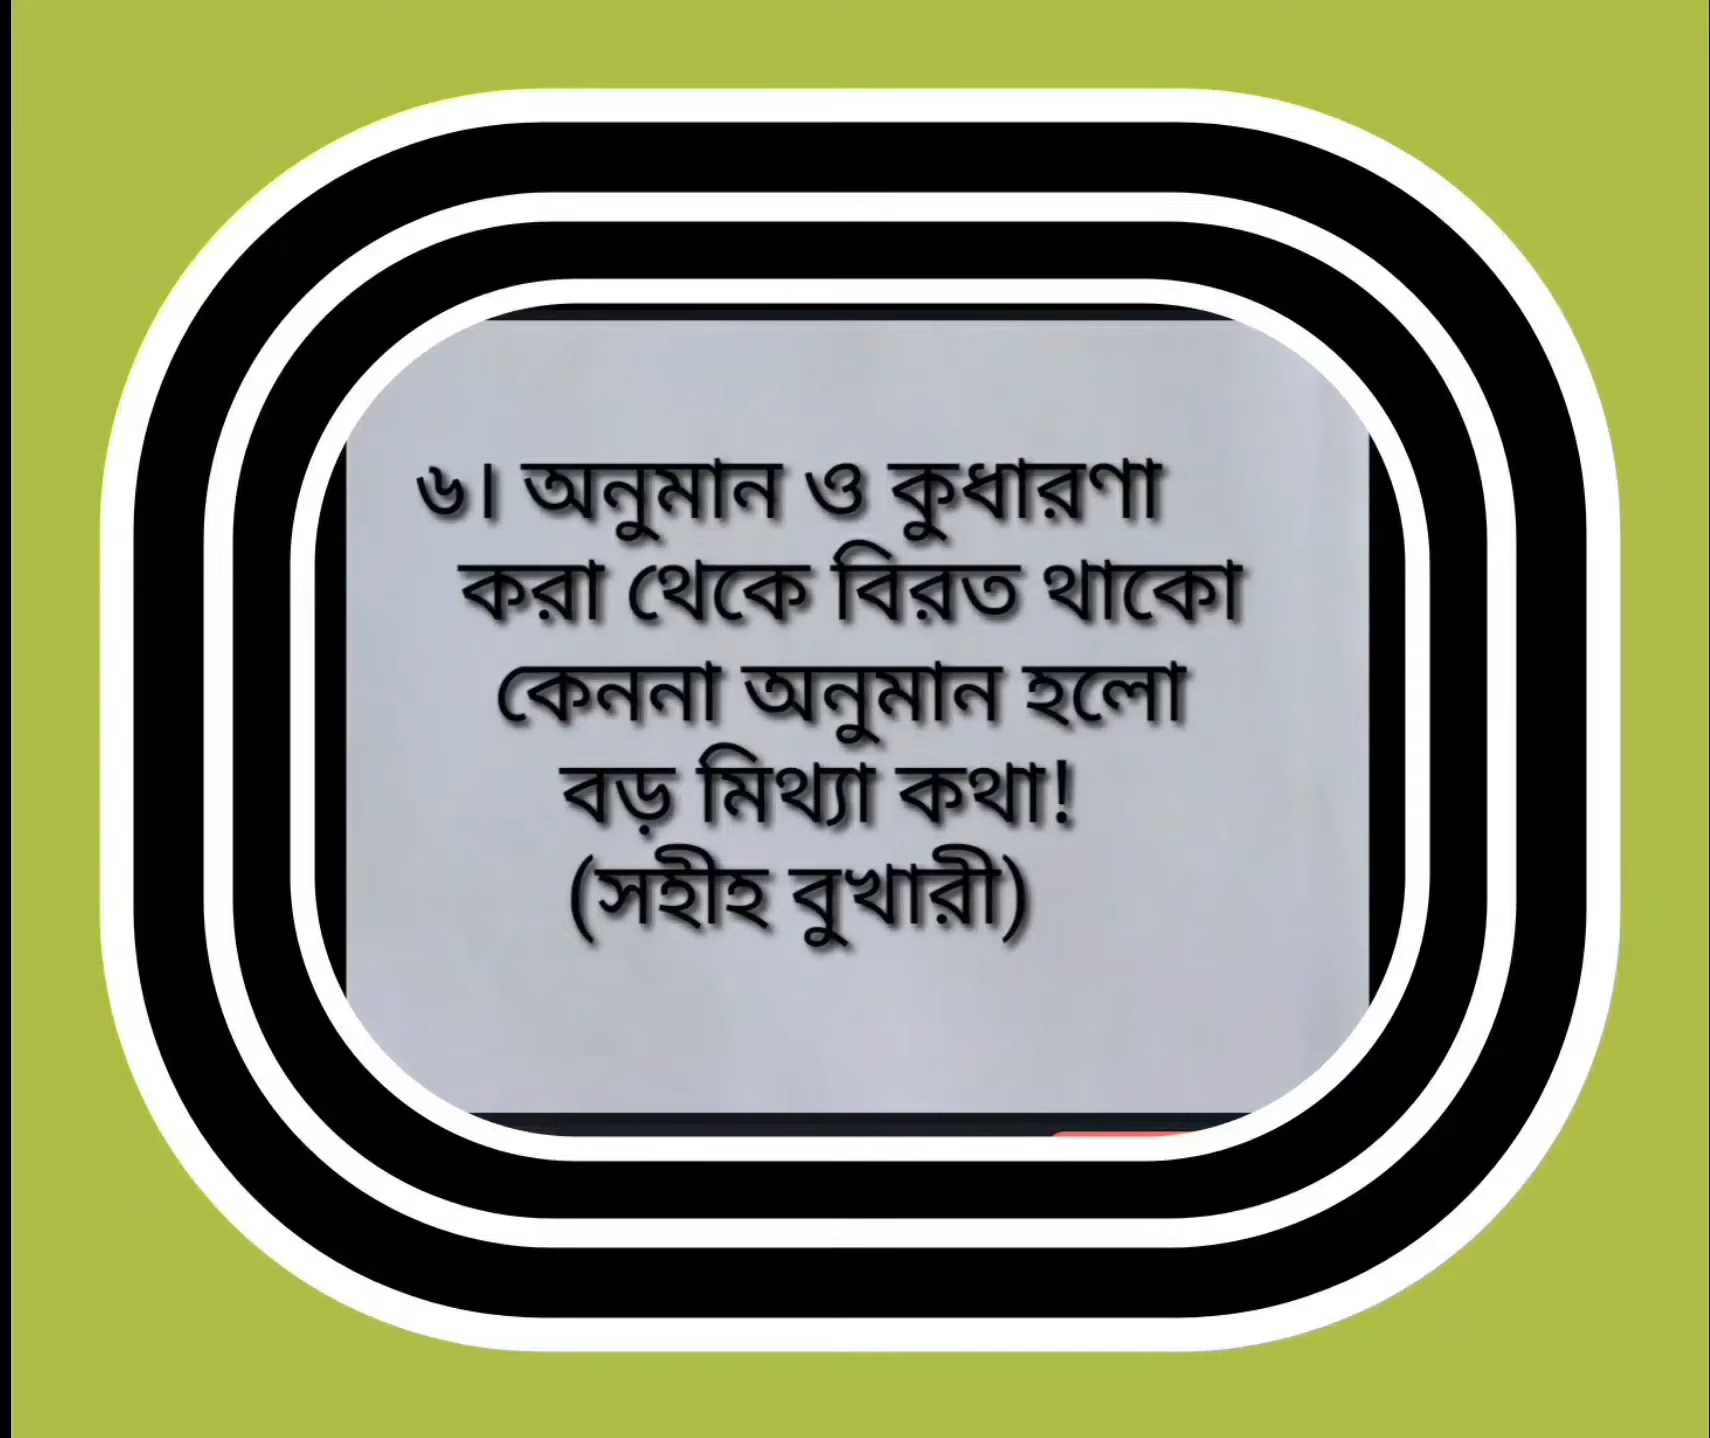 ৬। অনুমান ও কুধারণা
করা থেকে বিরত থাকো
কেননা অনুমান হলো
বড় মিথ্যা কথা!
(সহীহ বুখারী)